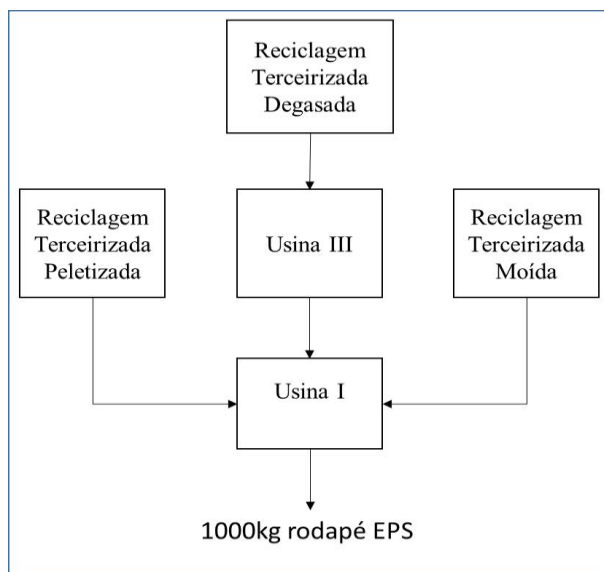 Reciclagem
Terceirizada
Degasada
Reciclagem
Terceirizada
Peletizada
Usina III
Reciclagem
Terceirizada
Moída
Usina I
1000kg rodapé EPS